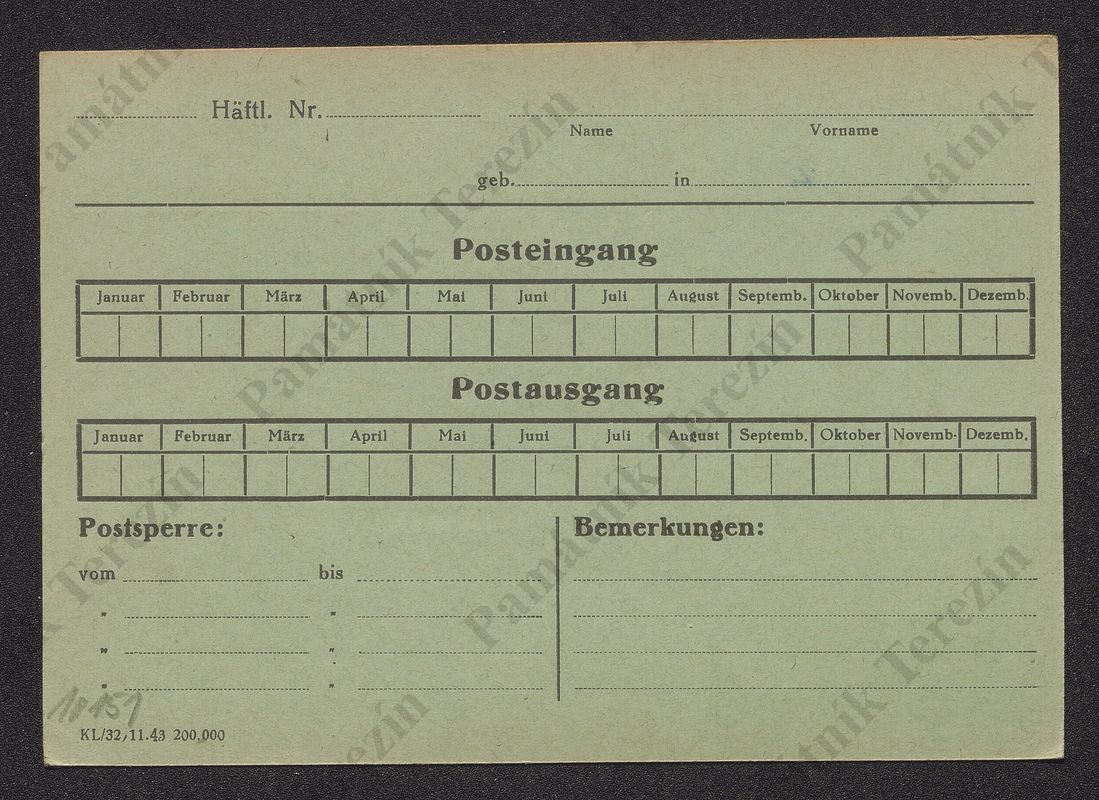 Häftl. Nr.
Name Vorname
geb. in
Posteingang
Januar Februar März April Mai Juni Juli August Septemb. Oktober Novemb. Dezemb.
Postausgang
Januar Februar März April Mai Juni Juli August Septemb. Oktober Novemb. Dezemb.
Postsperre: Bemerkungen:
vom bis
" "
" "
" "
10151
KL/32/11.43 200.000
Památník Terezín